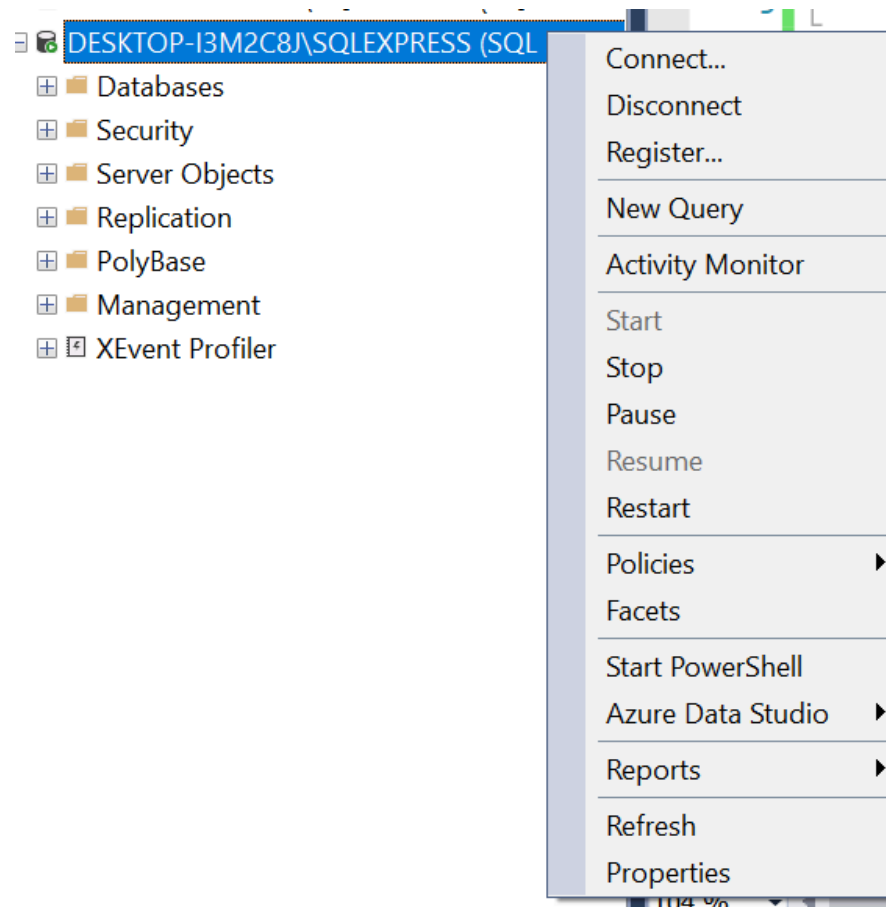 DESKTOP-I3M2C8J\SQLEXPRESS (SQL
Databases
Security
Server Objects
Replication
PolyBase
Management
XEvent Profiler
Connect...
Disconnect
Register...
New Query
Activity Monitor
Start
Stop
Pause
Resume
Restart
Policies
Facets
Start PowerShell
Azure Data Studio
Reports
Refresh
Properties
104 %